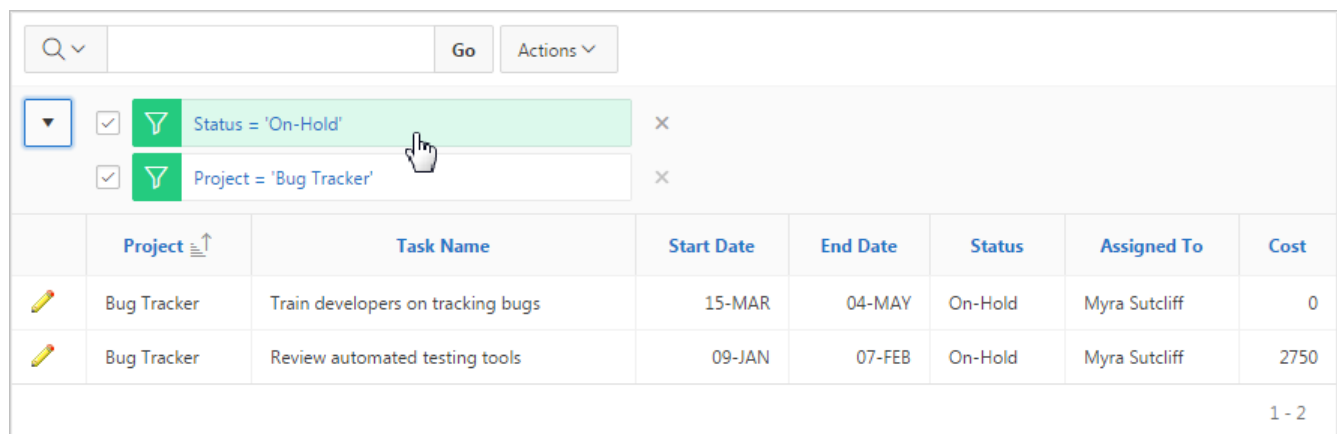 Go Actions
Status = 'On-Hold'
Project = 'Bug Tracker'
Project Task Name Start Date End Date Status Assigned To Cost
Bug Tracker Train developers on tracking bugs 15-MAR 04-MAY On-Hold Myra Sutcliff 0
Bug Tracker Review automated testing tools 09-JAN 07-FEB On-Hold Myra Sutcliff 2750
1 - 2